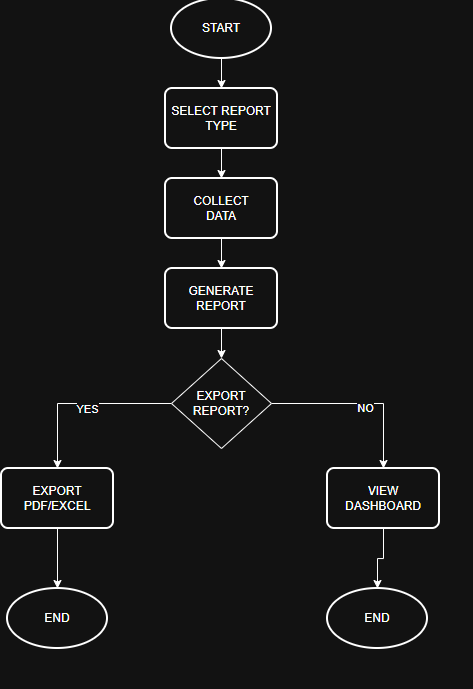 START
SELECT REPORT
TYPE
COLLECT
DATA
GENERATE
REPORT
EXPORT
REPORT?
YES
NO
EXPORT
PDF/EXCEL
VIEW
DASHBOARD
END
END